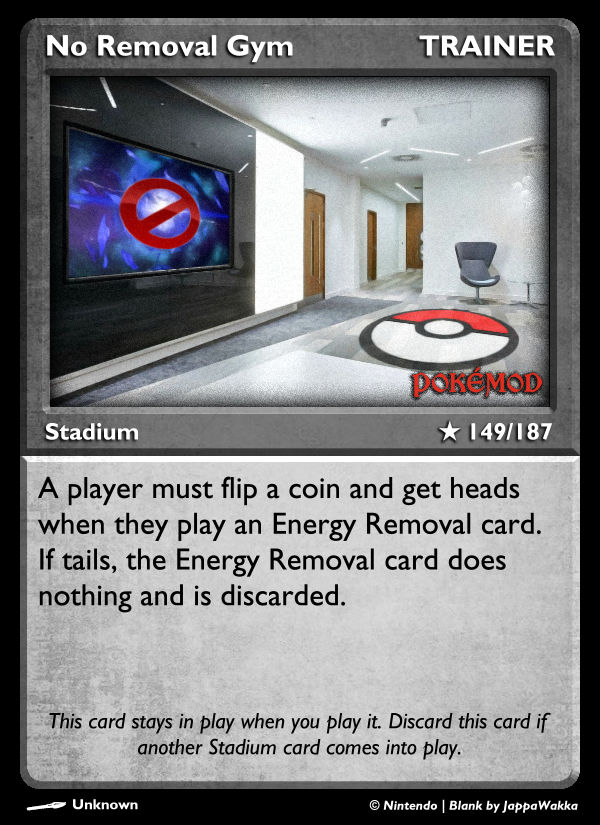 No Removal Gym TRAINER
POKÉMOD
Stadium ★ 149/187
A player must flip a coin and get heads
when they play an Energy Removal card.
If tails, the Energy Removal card does
nothing and is discarded.
This card stays in play when you play it. Discard this card if
another Stadium card comes into play.
Unknown © Nintendo | Blank by JappaWakka